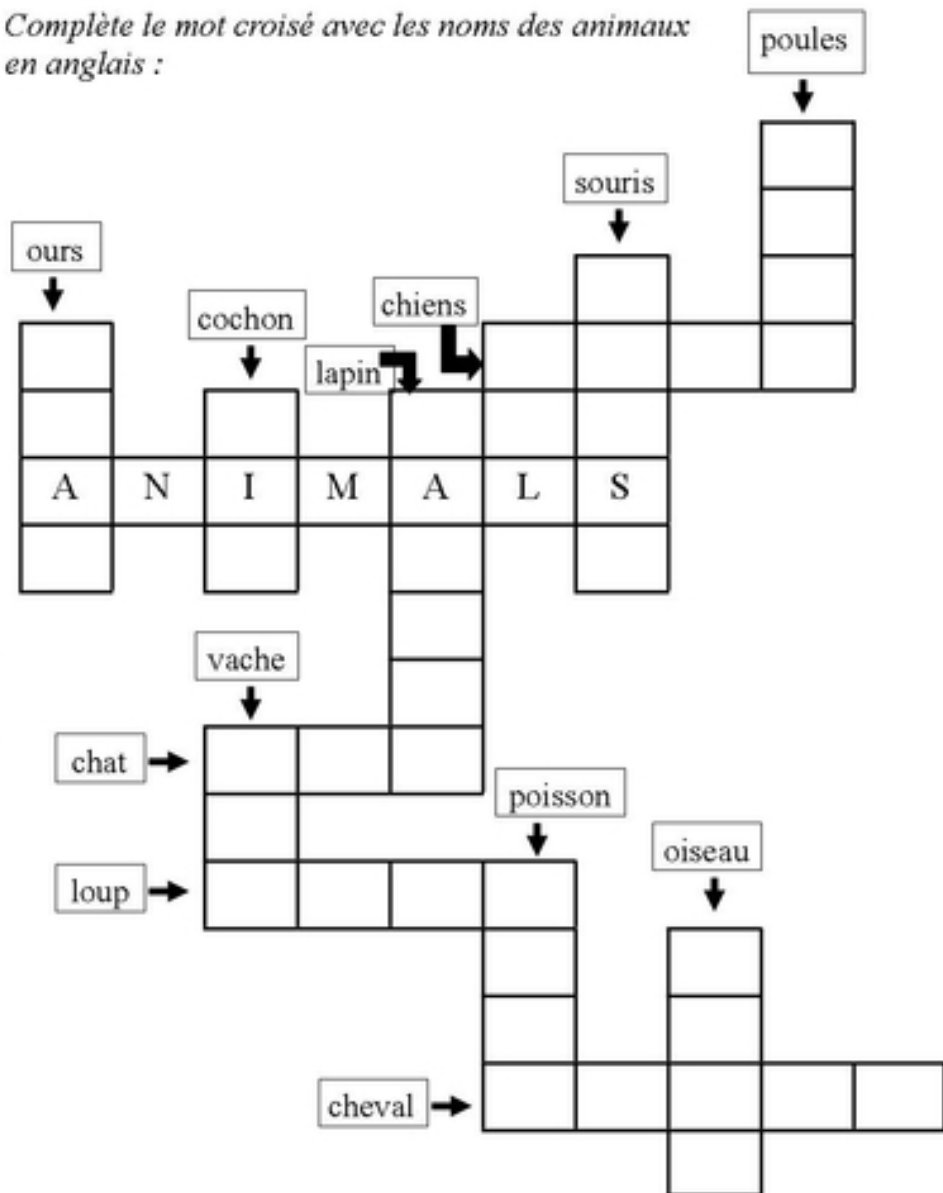 Complète le mot croisé avec les noms des animaux
en anglais :
poules
souris
ours
chiens
cochon
lapin
A N I M A L S
vache
chat
poisson
oiseau
loup
cheval